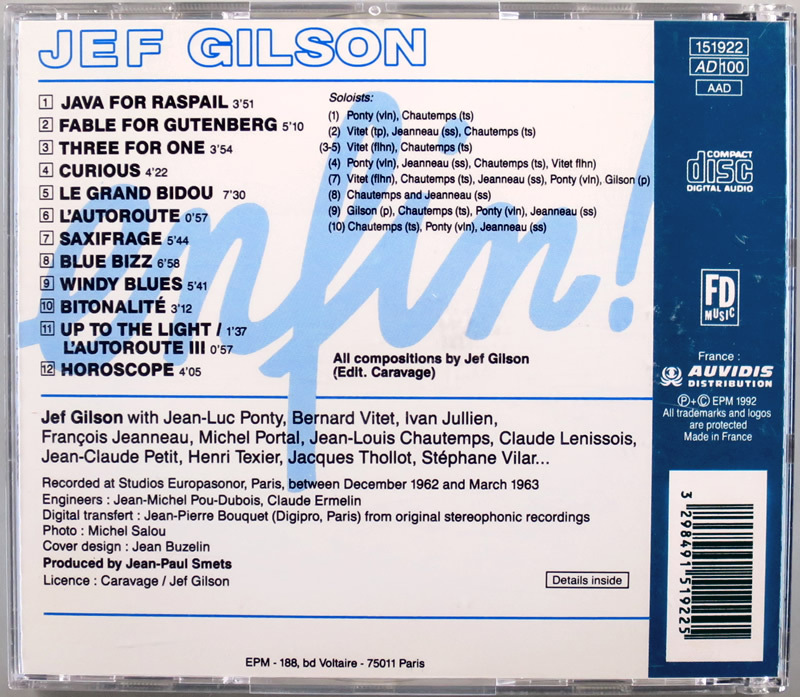 JEF GILSON
1 JAVA FOR RASPAIL 3'51
2 FABLE FOR GUTENBERG 5'10
3 THREE FOR ONE 3'54
4 CURIOUS 4'22
5 LE GRAND BIDOU 7'30
6 L'AUTOROUTE 0'57
7 SAXIFRAGE 5'44
8 BLUE BIZZ 6'58
9 WINDY BLUES 5'41
10 BITONALITÉ 3'12
11 UP TO THE LIGHT / 1'37
L'AUTOROUTE III 0'57
12 HOROSCOPE 4'05
Soloists:
(1) Ponty (vln), Chautemps (ts)
(2) Vitet (tp), Jeanneau (ss), Chautemps (ts)
(3-5) Vitet (flhn), Chautemps (ts)
(4) Ponty (vln), Jeanneau (ss), Chautemps (ts), Vitet flhn)
(7) Vitet (flhn), Chautemps (ts), Jeanneau (ss), Ponty (vln), Gilson (p)
(8) Chautemps and Jeanneau (ss)
(9) Gilson (p), Chautemps (ts), Ponty (vln), Jeanneau (ss)
(10) Chautemps (ts), Ponty (vln), Jeanneau (ss)
enfin!
All compositions by Jef Gilson
(Edit. Caravage)
Jef Gilson with Jean-Luc Ponty, Bernard Vitet, Ivan Jullien,
François Jeanneau, Michel Portal, Jean-Louis Chautemps, Claude Lenissois,
Jean-Claude Petit, Henri Texier, Jacques Thollot, Stéphane Vilar...
Recorded at Studios Europasonor, Paris, between December 1962 and March 1963
Engineers : Jean-Michel Pou-Dubois, Claude Ermelin
Digital transfert : Jean-Pierre Bouquet (Digipro, Paris) from original stereophonic recordings
Photo : Michel Salou
Cover design : Jean Buzelin
Produced by Jean-Paul Smets
Licence : Caravage / Jef Gilson
Details inside
EPM - 188, bd Voltaire - 75011 Paris
151922
AD 100
AAD
COMPACT
disc
DIGITAL AUDIO
FD
MUSIC
France :
AUVIDIS
DISTRIBUTION
Ⓟ+Ⓒ EPM 1992
All trademarks and logos
are protected
Made in France
3 298491 519225